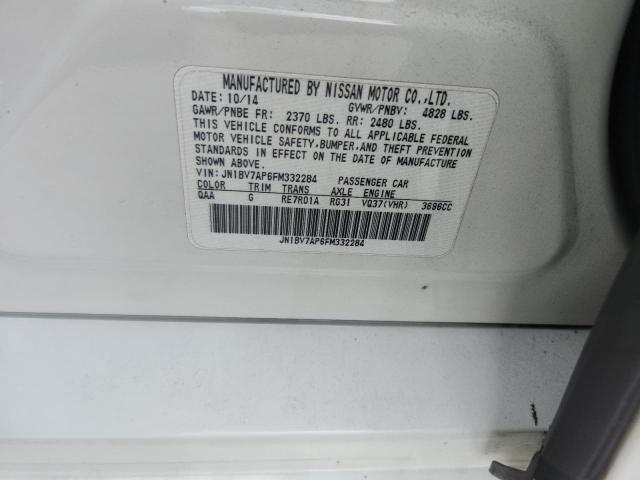 MANUFACTURED BY NISSAN MOTOR CO.,LTD.
DATE: 10/14 GVWR/PNBV: 4828 LBS.
GAWR/PNBE FR: 2370 LBS. RR: 2480 LBS.
THIS VEHICLE CONFORMS TO ALL APPLICABLE FEDERAL
MOTOR VEHICLE SAFETY,BUMPER,AND THEFT PREVENTION
STANDARDS IN EFFECT ON THE DATE OF MANUFACTURE
SHOWN ABOVE.
VIN: JN1BV7AP6FM332284 PASSENGER CAR
COLOR TRIM TRANS AXLE ENGINE
QAA G RE7R01A RG31 VQ37(VHR) 3696CC
JN1BV7AP6FM332284